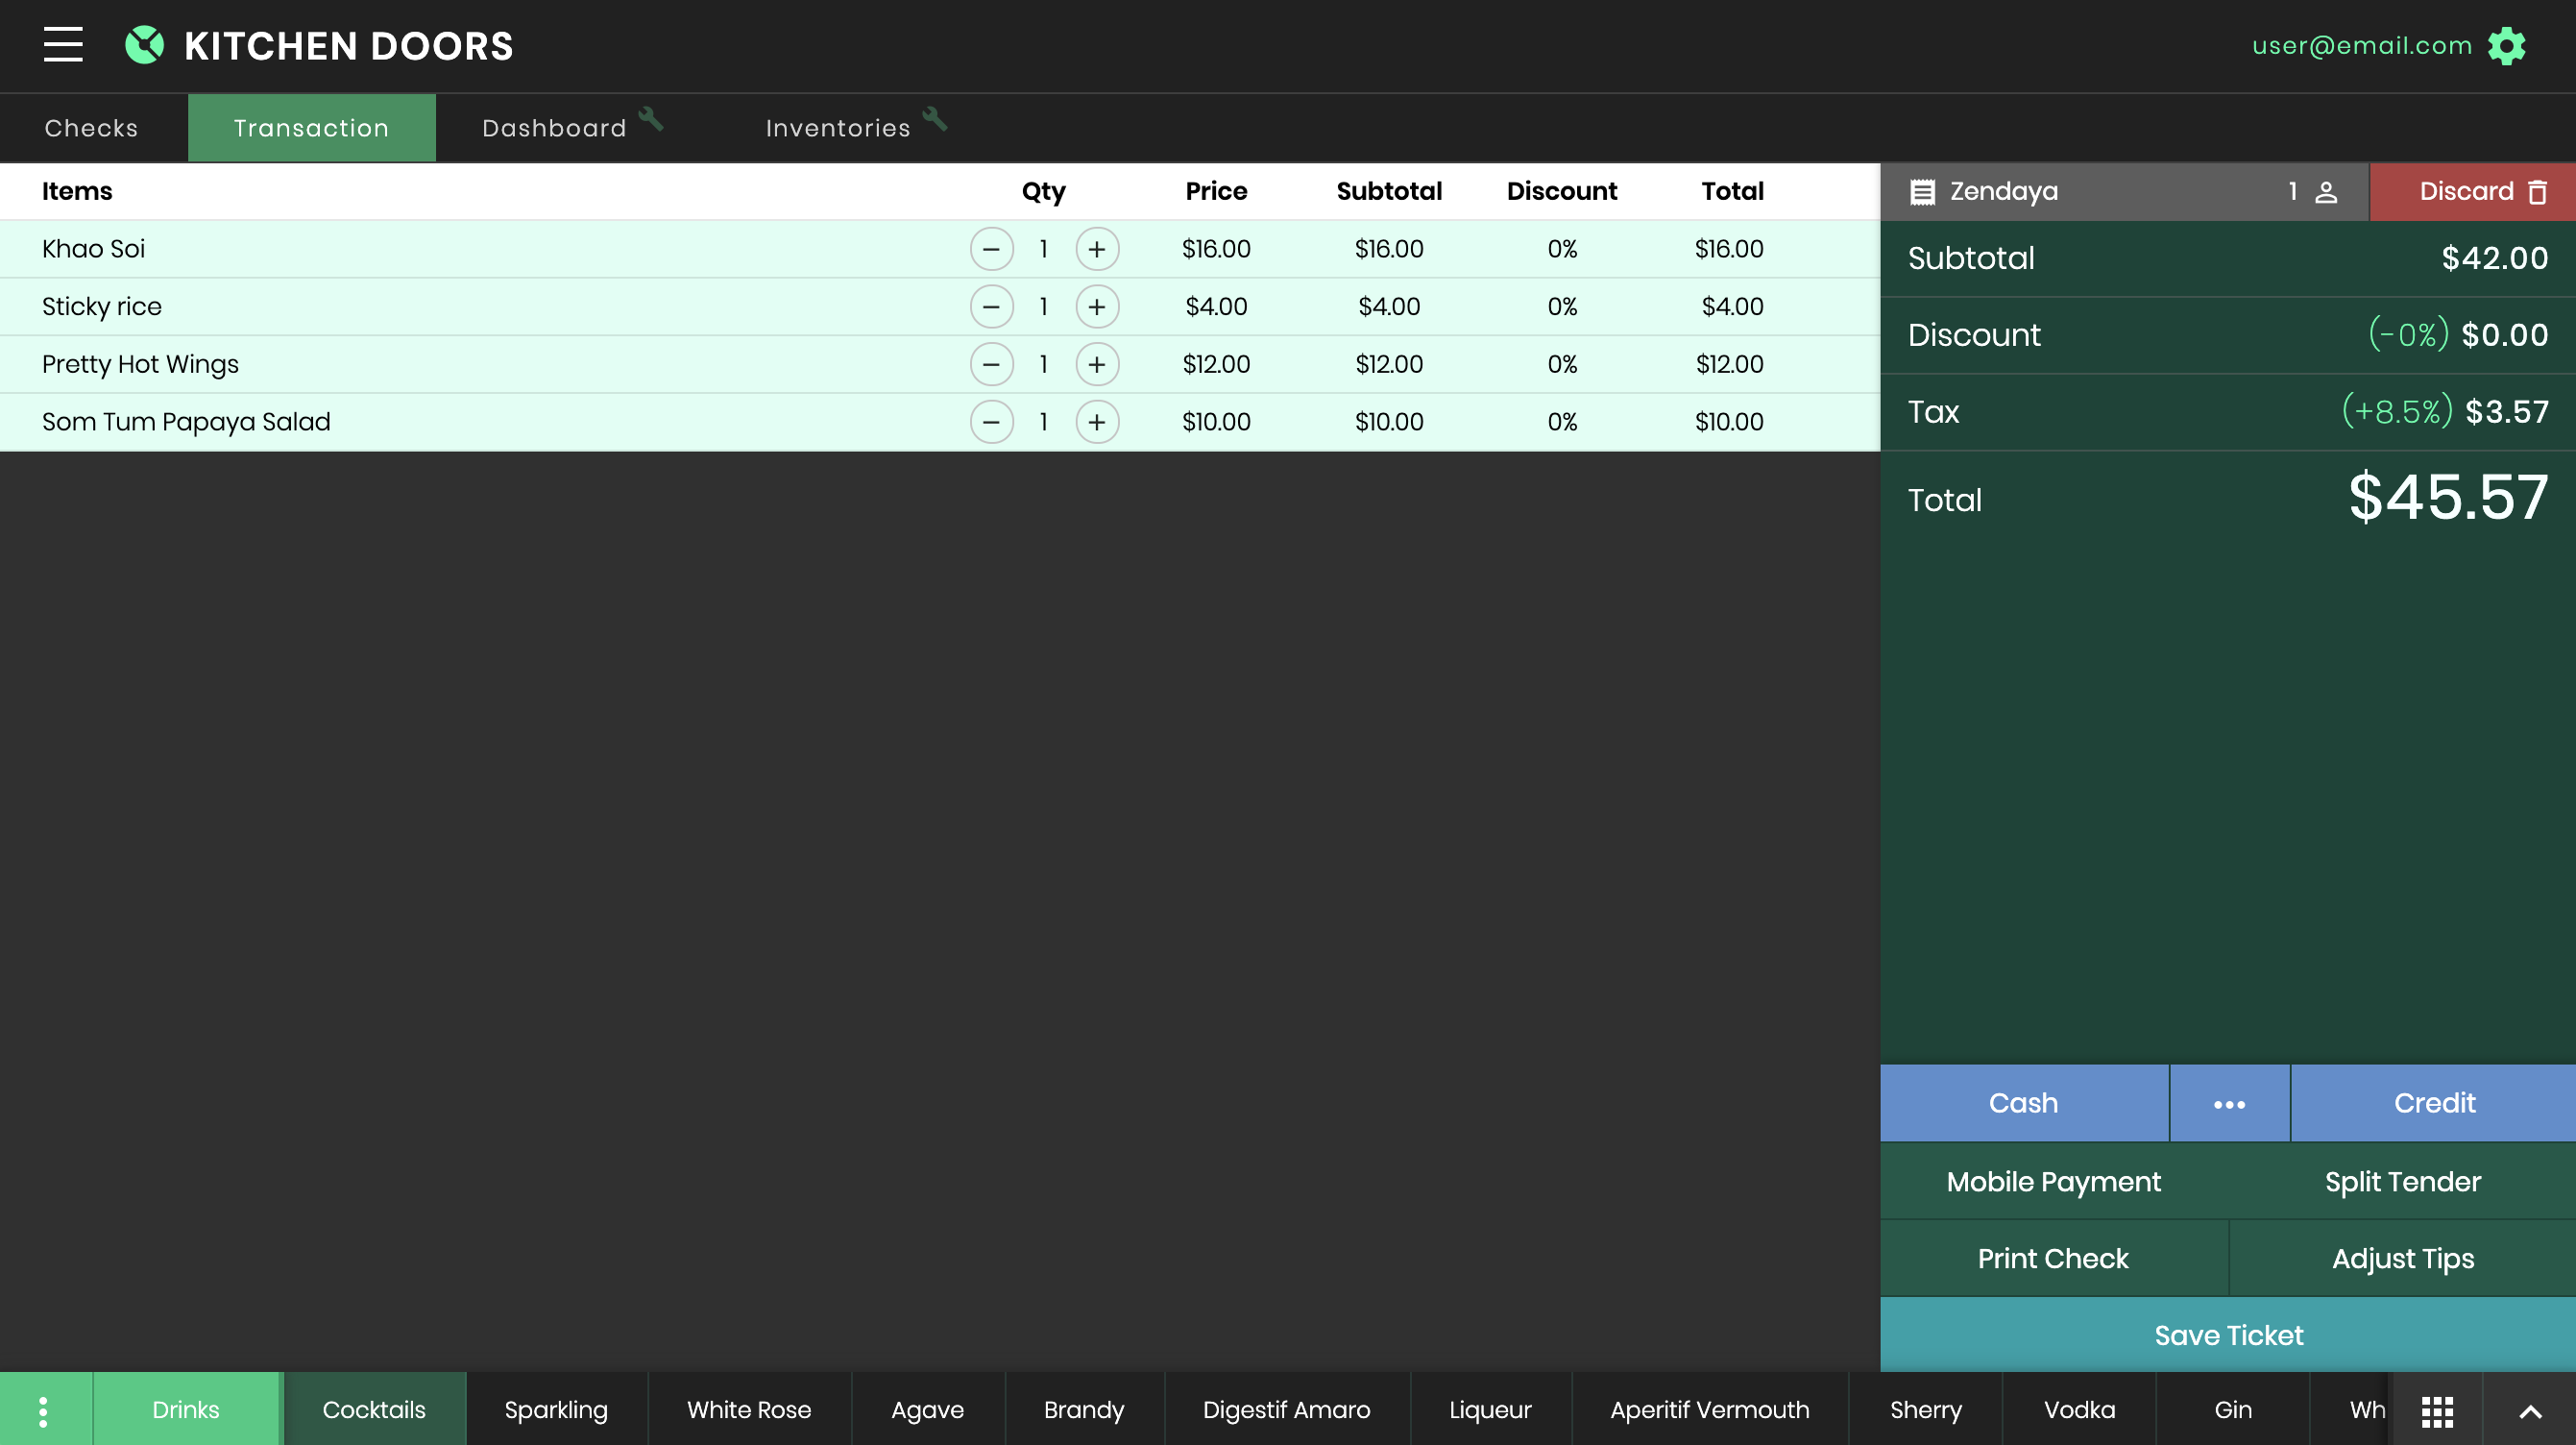 KITCHEN DOORS
user@email.com
Checks Transaction Dashboard Inventories
Items Qty Price Subtotal Discount Total
Khao Soi 1 $16.00 $16.00 0% $16.00
Sticky rice 1 $4.00 $4.00 0% $4.00
Pretty Hot Wings 1 $12.00 $12.00 0% $12.00
Som Tum Papaya Salad 1 $10.00 $10.00 0% $10.00
Zendaya 1 Discard
Subtotal $42.00
Discount (-0%) $0.00
Tax (+8.5%) $3.57
Total $45.57
Cash ••• Credit
Mobile Payment Split Tender
Print Check Adjust Tips
Save Ticket
Drinks Cocktails Sparkling White Rose Agave Brandy Digestif Amaro Liqueur Aperitif Vermouth Sherry Vodka Gin Wh